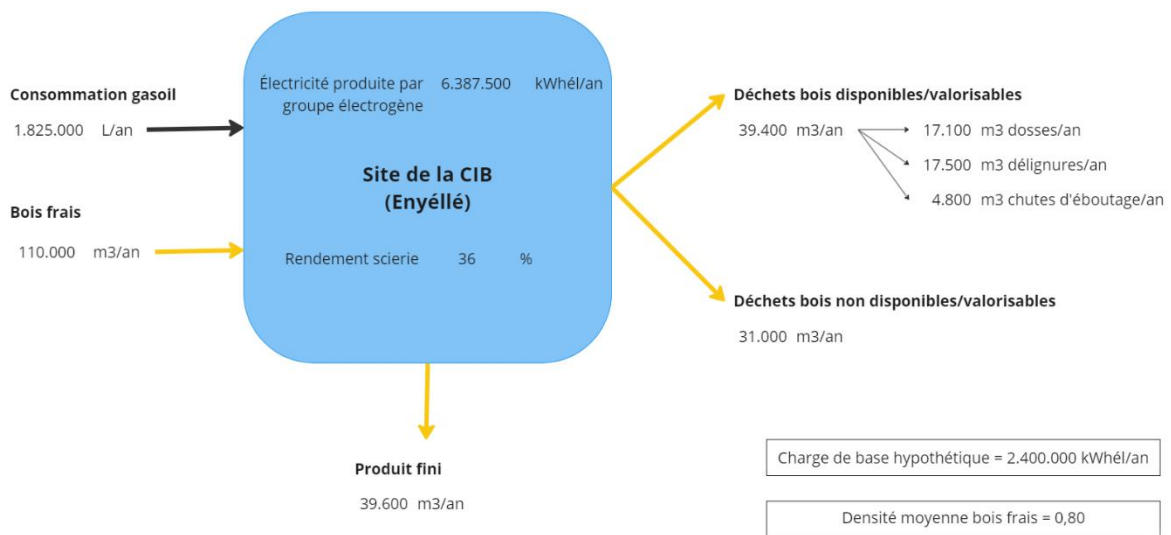 Consommation gasoil
1.825.000 L/an
Bois frais
110.000 m3/an
Électricité produite par 6.387.500 kWhél/an
groupe électrogène
Site de la CIB
(Enyéllé)
Rendement scierie 36 %
Produit fini
39.600 m3/an
Déchets bois disponibles/valorisables
39.400 m3/an
17.100 m3 dosses/an
17.500 m3 délignures/an
4.800 m3 chutes d'éboutage/an
Déchets bois non disponibles/valorisables
31.000 m3/an
Charge de base hypothétique = 2.400.000 kWhél/an
Densité moyenne bois frais = 0,80